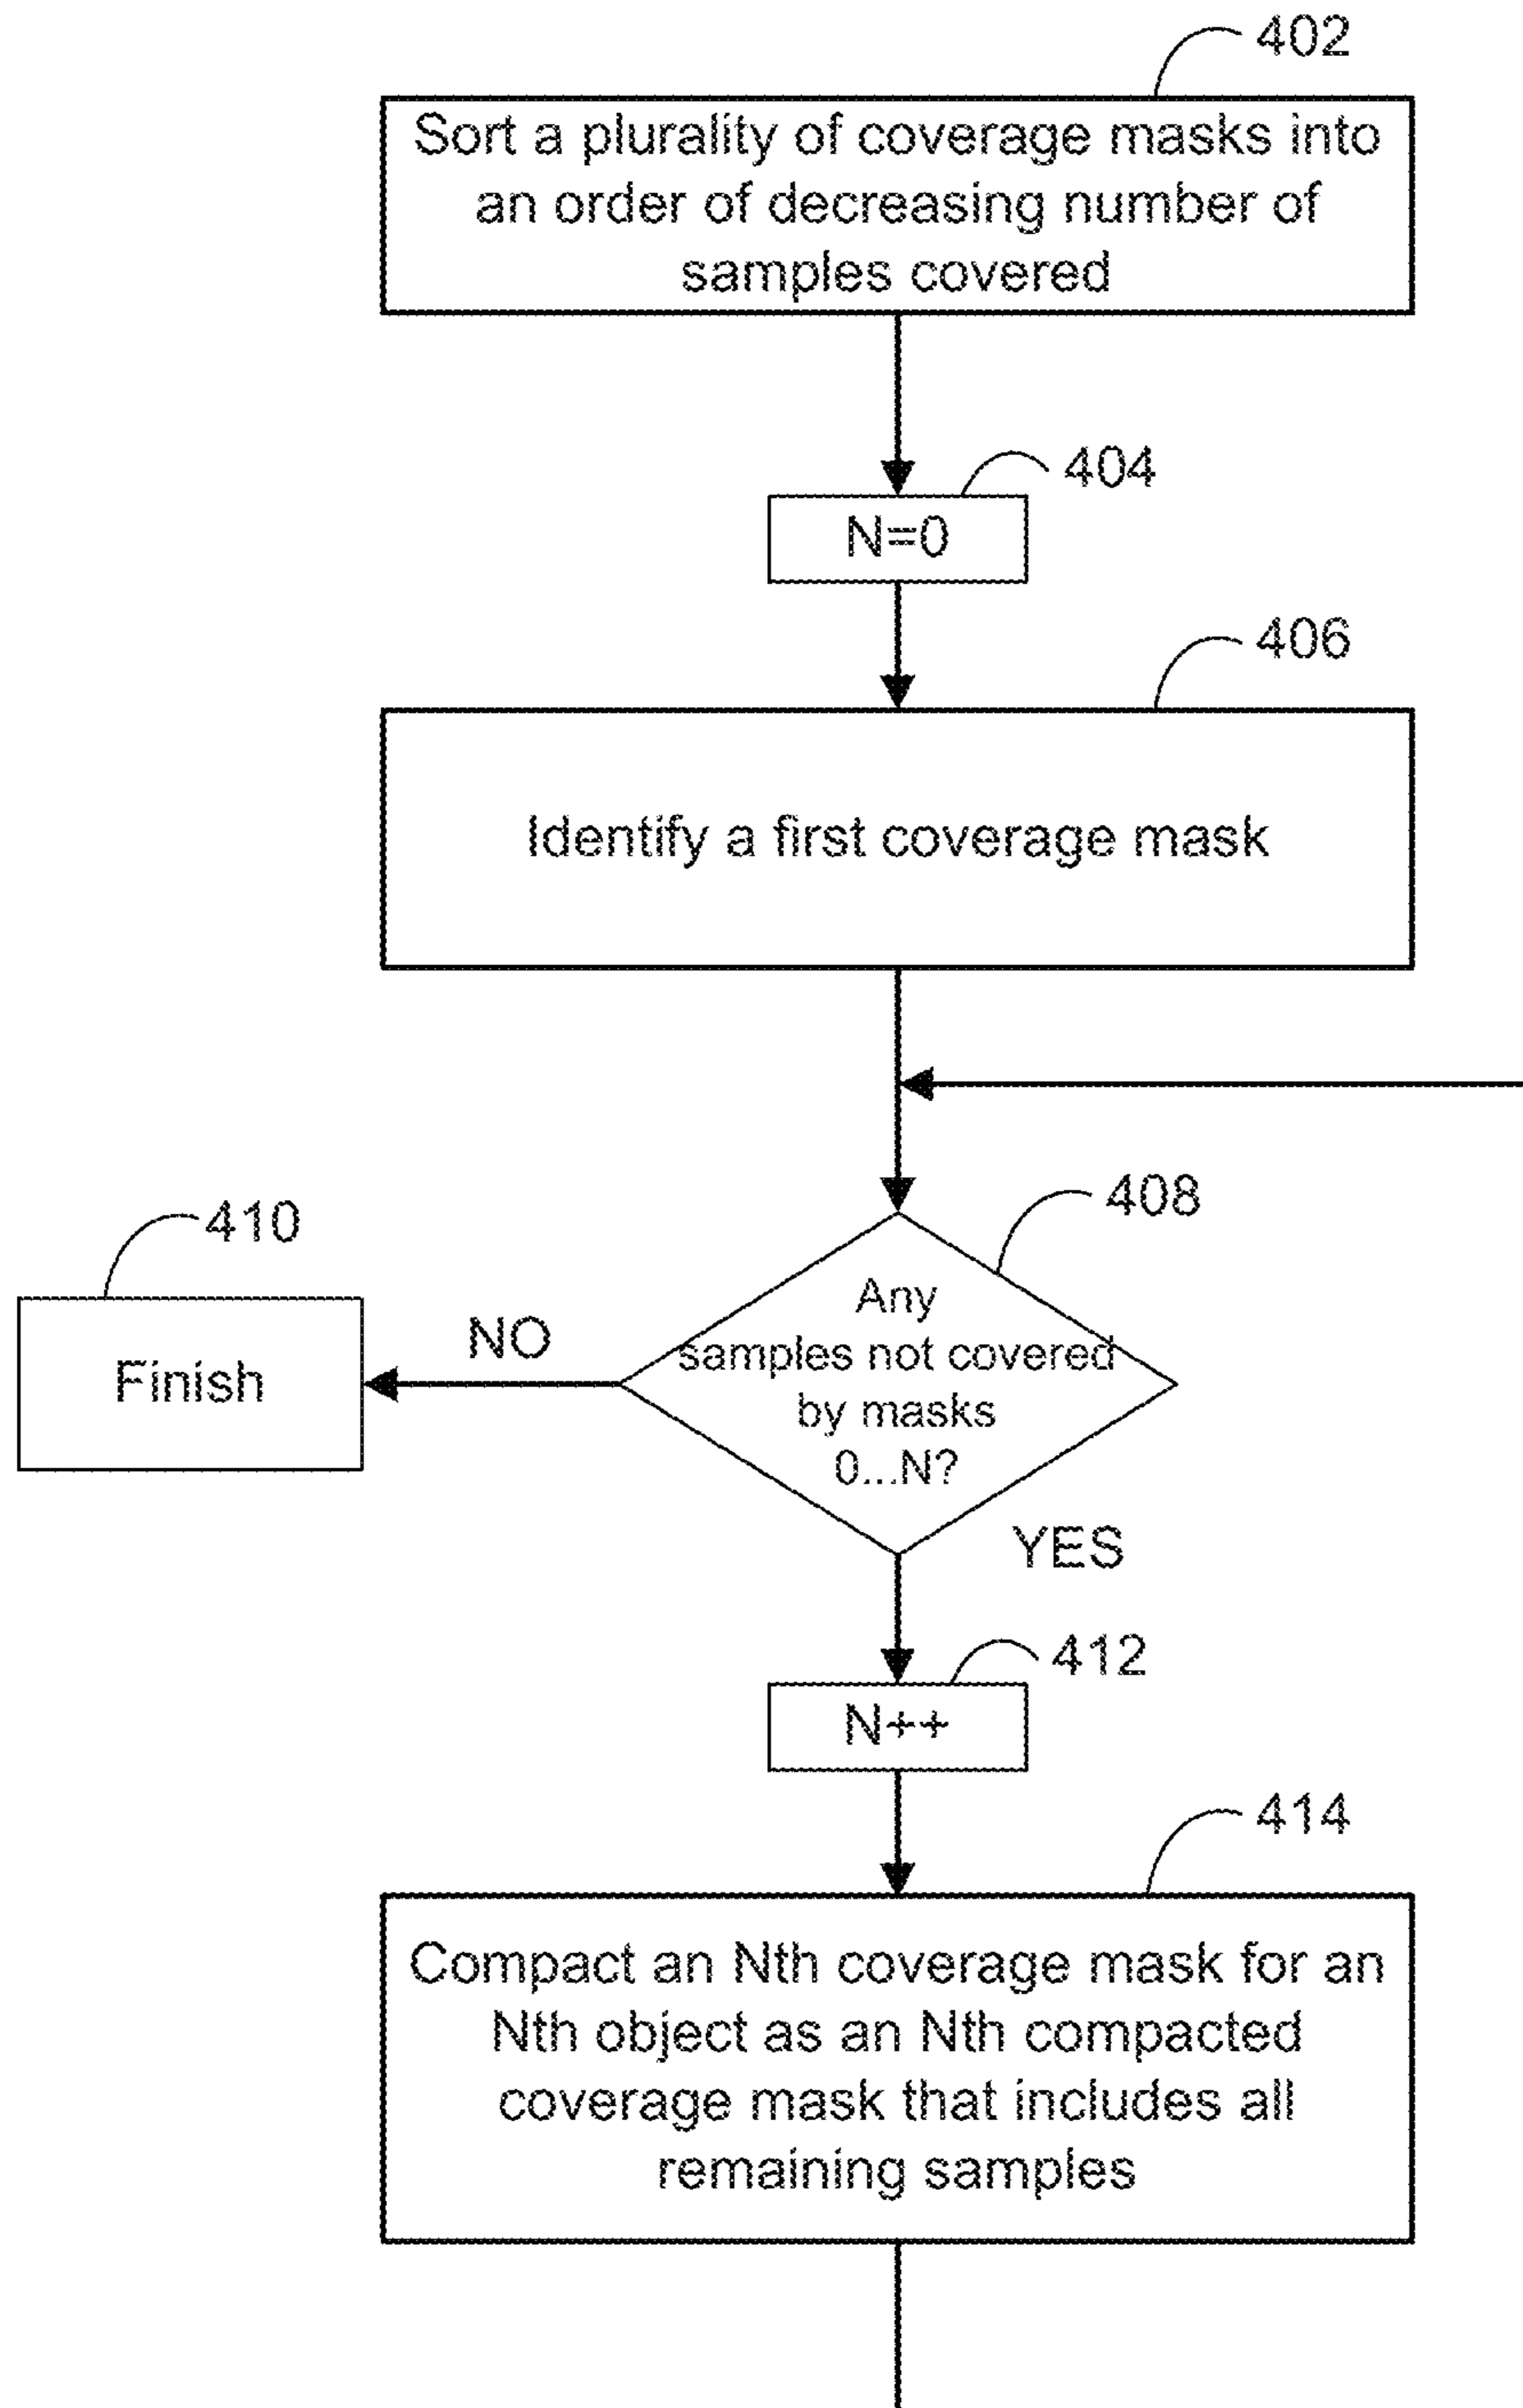 402
Sort a plurality of coverage masks into
an order of decreasing number of
samples covered
404
N=0
406
Identify a first coverage mask
408
410
Any
samples not covered
by masks
0...N?
NO
Finish
YES
412
N++
414
Compact an Nth coverage mask for an
Nth object as an Nth compacted
coverage mask that includes all
remaining samples